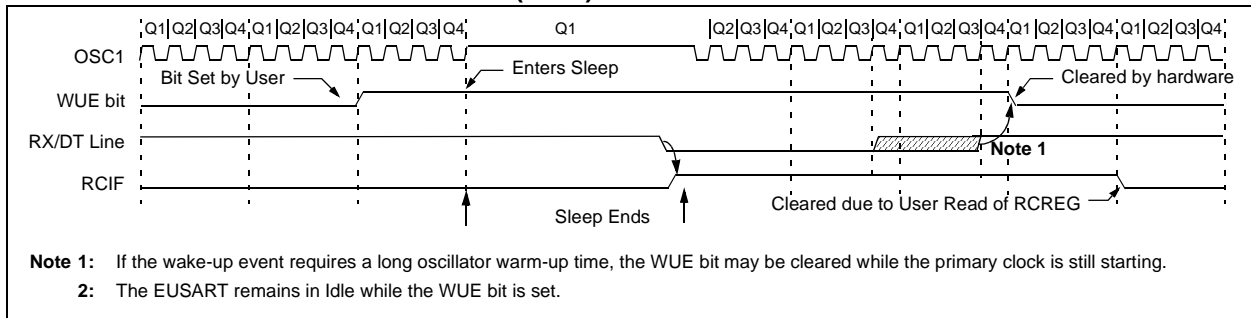 Q1 Q2 Q3 Q4 Q1 Q2 Q3 Q4 Q1 Q2 Q3 Q4 Q1 Q2 Q3 Q4 Q1 Q2 Q3 Q4 Q1 Q2 Q3 Q4 Q1 Q2 Q3 Q4 Q1 Q2 Q3 Q4
OSC1
Bit Set by User
Enters Sleep
Cleared by hardware
WUE bit
RX/DT Line
Note 1
RCIF
Sleep Ends
Cleared due to User Read of RCREG
Note 1: If the wake-up event requires a long oscillator warm-up time, the WUE bit may be cleared while the primary clock is still starting.
2: The EUSART remains in Idle while the WUE bit is set.